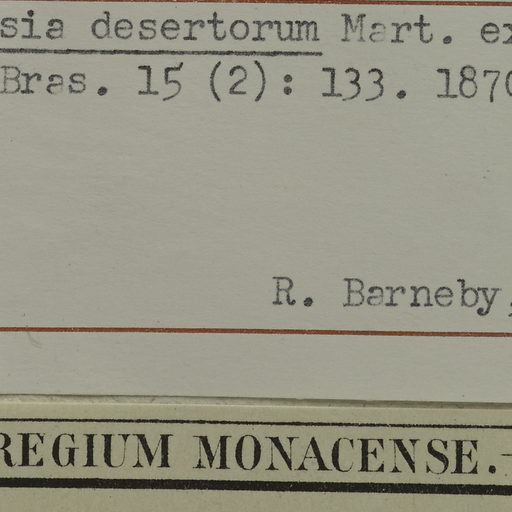 sia desertorum Mart. ex
Bras. 15 (2): 133. 1870
R. Barneby,
REGIUM MONACENSE.—